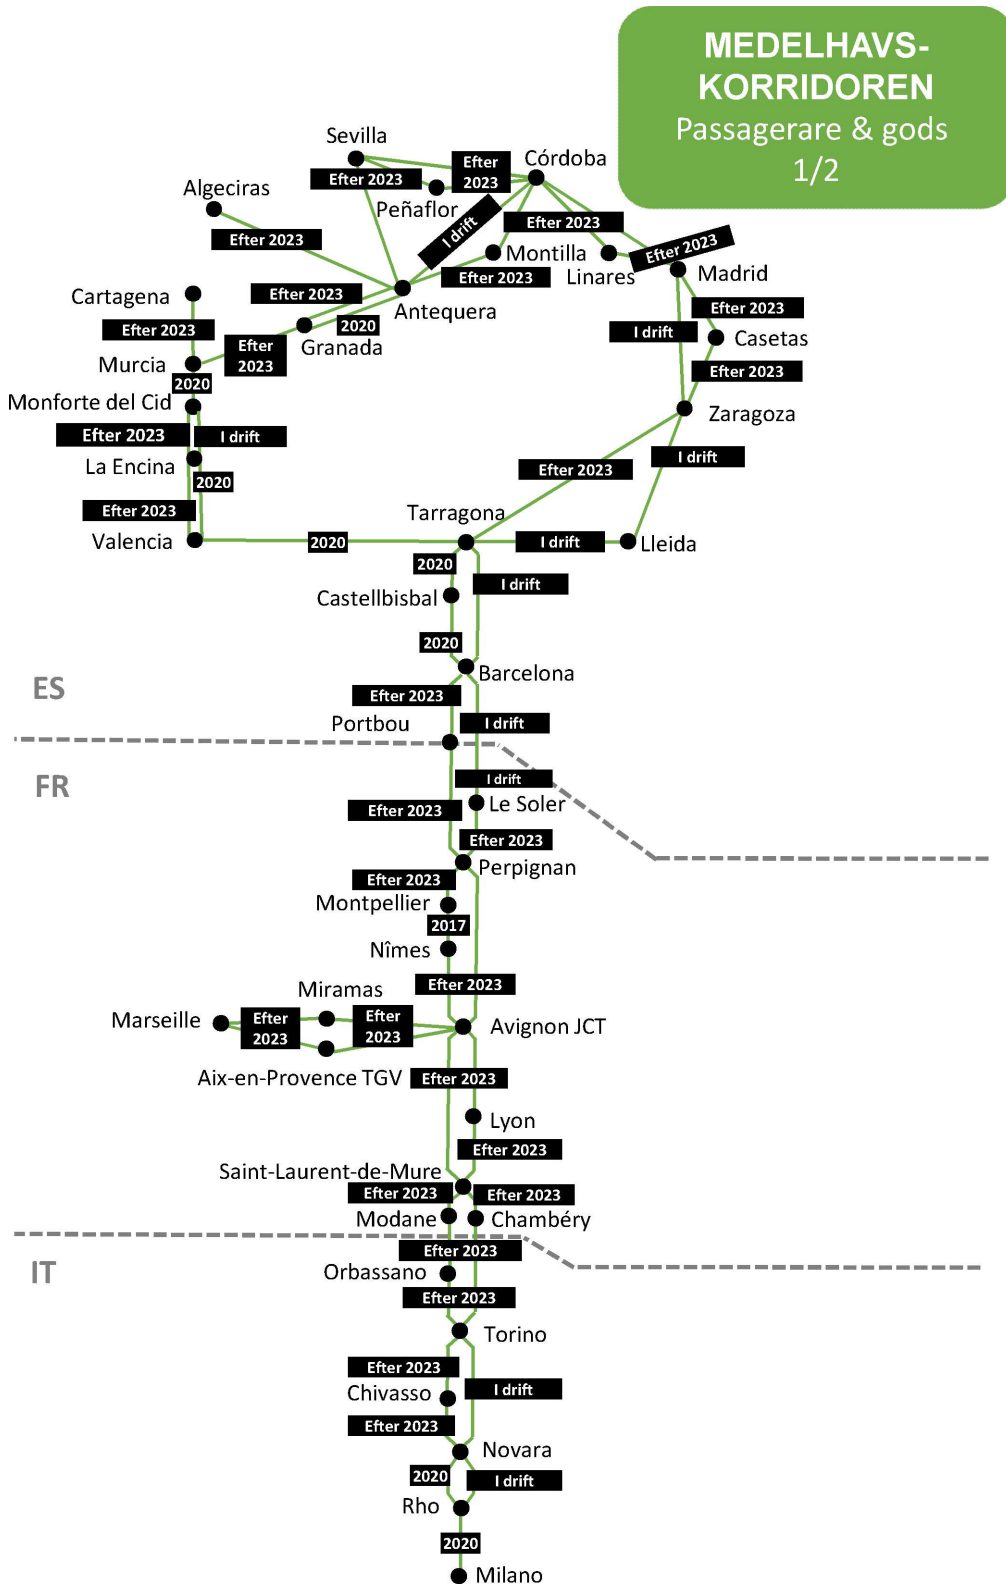 MEDELHAVS-
KORRIDOREN
Passagerare & gods
1/2
Sevilla
Efter
2023
Córdoba
Efter 2023
Algeciras
Peñaflor
I drift
Efter 2023
Efter 2023
Efter 2023
Montilla
Linares
Madrid
Efter 2023
Efter 2023
Cartagena
Antequera
Efter 2023
Efter 2023
2020
I drift
Casetas
Granada
Efter
2023
Murcia
Efter 2023
2020
Monforte del Cid
Zaragoza
Efter 2023
I drift
La Encina
I drift
Efter 2023
2020
Efter 2023
Tarragona
Valencia
2020
I drift
Lleida
2020
I drift
Castellbisbal
2020
Barcelona
ES
Efter 2023
Portbou
I drift
FR
I drift
Le Soler
Efter 2023
Efter 2023
Perpignan
Efter 2023
Montpellier
2017
Nîmes
Efter 2023
Miramas
Marseille
Efter
2023
Efter
2023
Avignon JCT
Aix-en-Provence TGV
Efter 2023
Lyon
Efter 2023
Saint-Laurent-de-Mure
Efter 2023
Efter 2023
Modane
Chambéry
Efter 2023
IT
Orbassano
Efter 2023
Torino
Efter 2023
I drift
Chivasso
Efter 2023
Novara
2020
I drift
Rho
2020
Milano